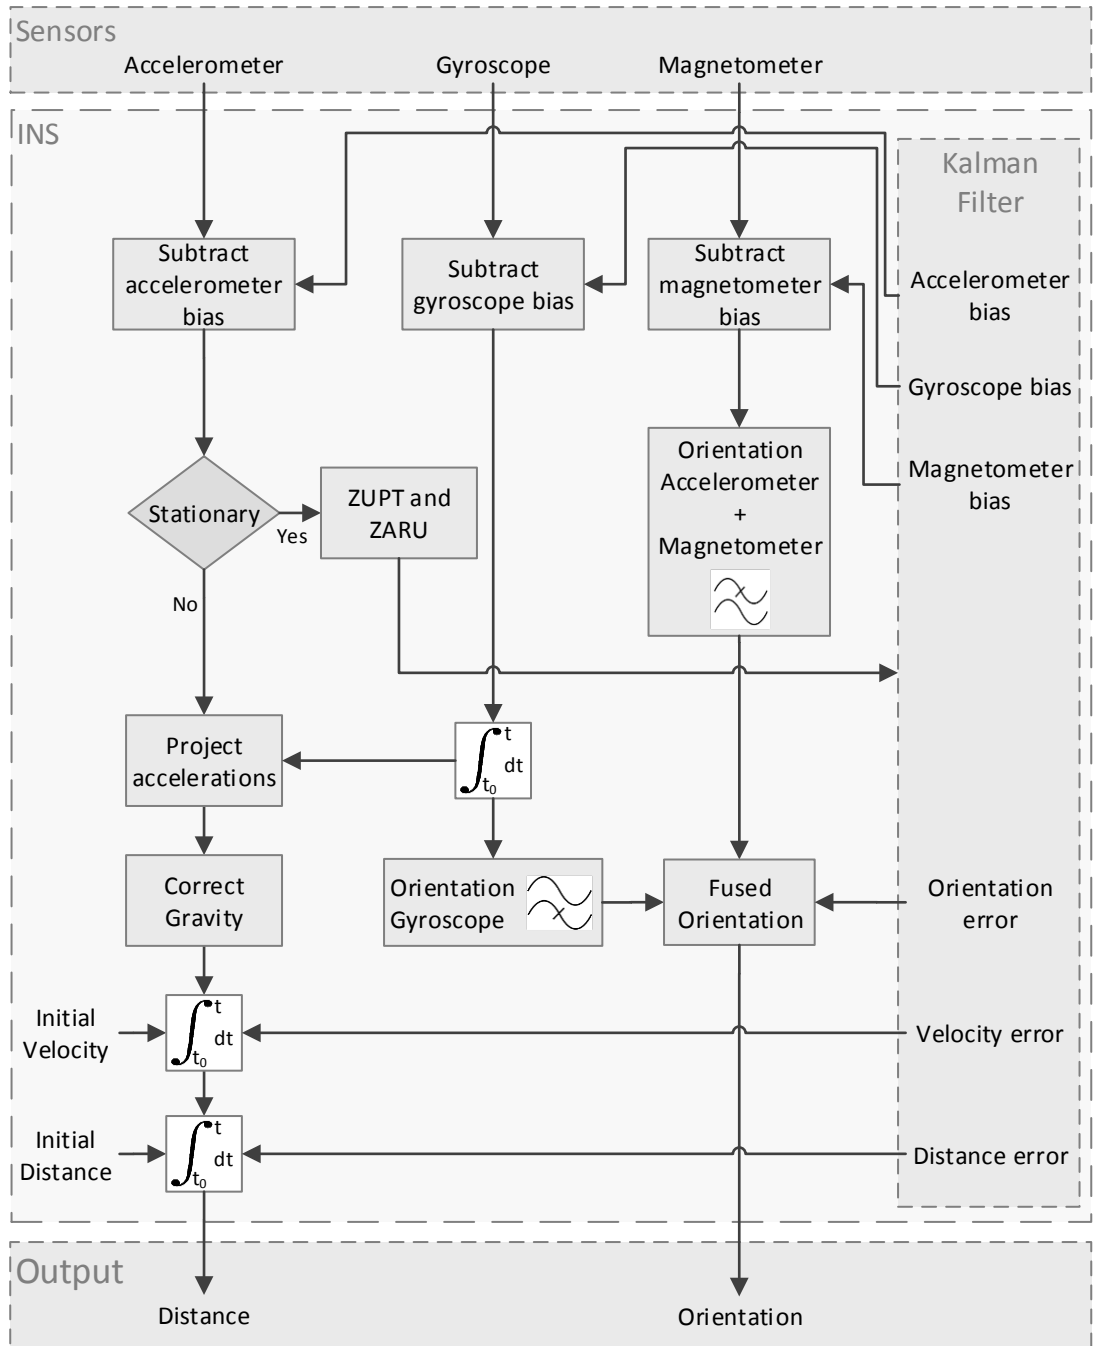 Sensors
Accelerometer
Gyroscope
Magnetometer
INS
Kalman
Filter
Subtract
accelerometer
bias
Subtract
gyroscope bias
Subtract
magnetometer
bias
Accelerometer
bias
Gyroscope bias
Magnetometer
bias
Orientation
Accelerometer
+
Magnetometer
Stationary
Yes
ZUPT and
ZARU
No
Project
accelerations
∫ t
dt
t0
Correct
Gravity
Orientation
Gyroscope
Fused
Orientation
Orientation
error
Initial
Velocity
∫ t
dt
t0
Velocity error
Initial
Distance
∫ t
dt
t0
Distance error
Output
Distance
Orientation